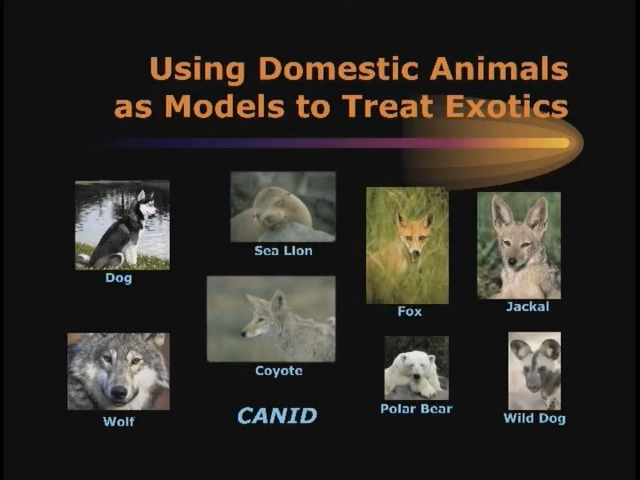 Using Domestic Animals
as Models to Treat Exotics
Dog
Sea Lion
Fox
Jackal
Wolf
Coyote
CANID
Polar Bear
Wild Dog